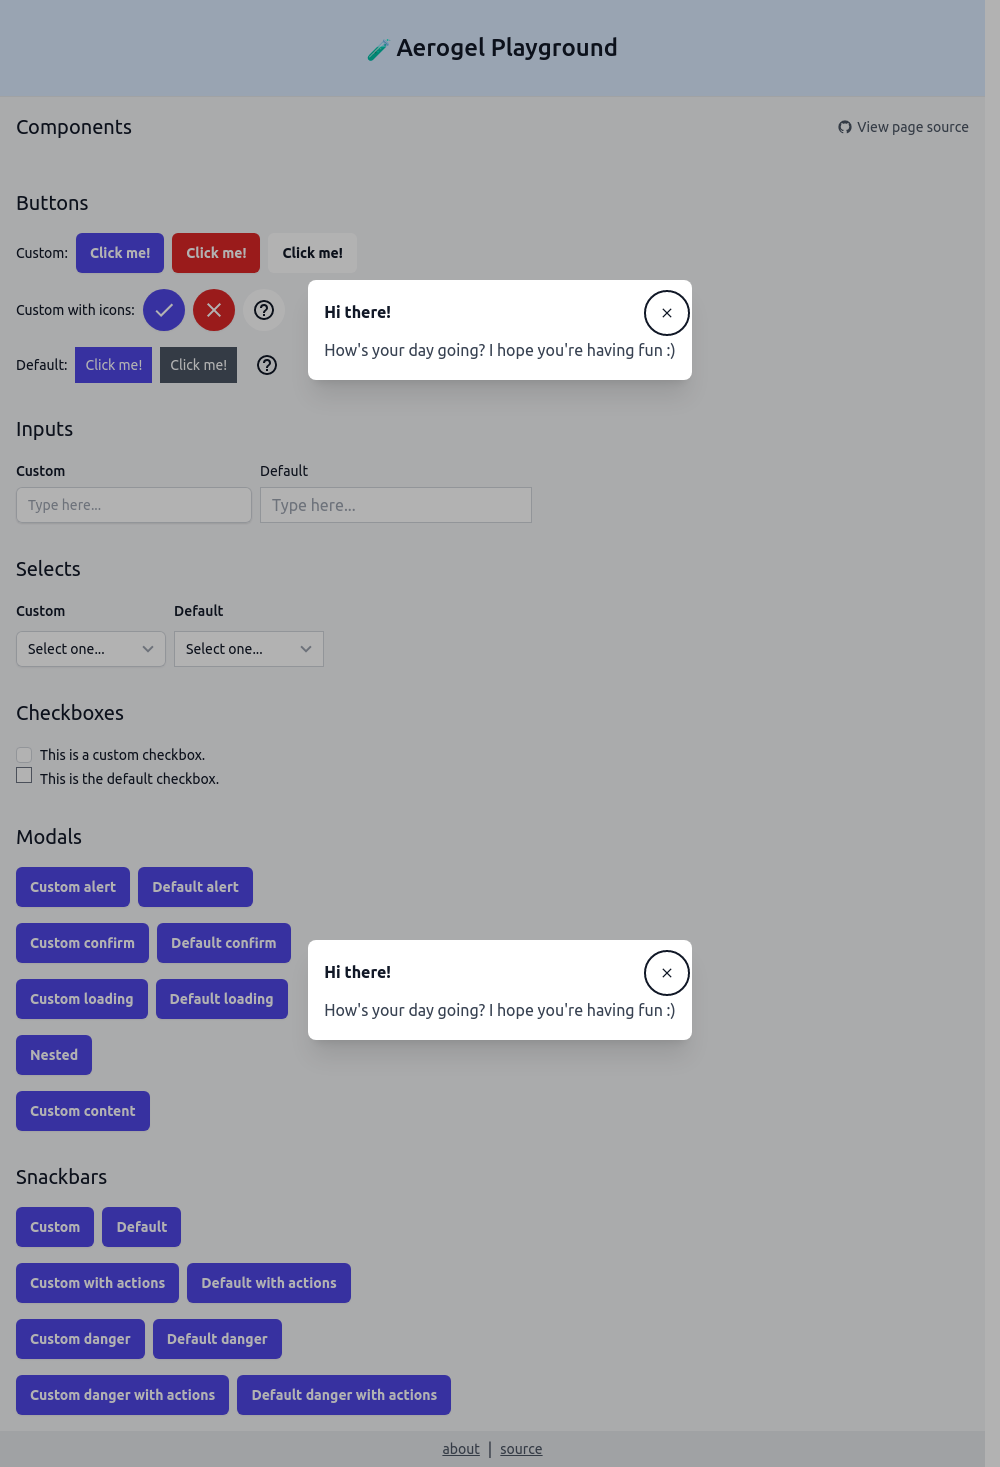 Aerogel Playground
Components
View page source
Buttons
Custom: Click me! Click me! Click me!
Custom with icons:
Default: Click me! Click me!
Hi there!
How's your day going? I hope you're having fun :)
Inputs
Custom Default
Type here... Type here...
Selects
Custom Default
Select one... Select one...
Checkboxes
This is a custom checkbox.
This is the default checkbox.
Modals
Custom alert Default alert
Custom confirm Default confirm
Custom loading Default loading
Nested
Custom content
Hi there!
How's your day going? I hope you're having fun :)
Snackbars
Custom Default
Custom with actions Default with actions
Custom danger Default danger
Custom danger with actions Default danger with actions
about | source